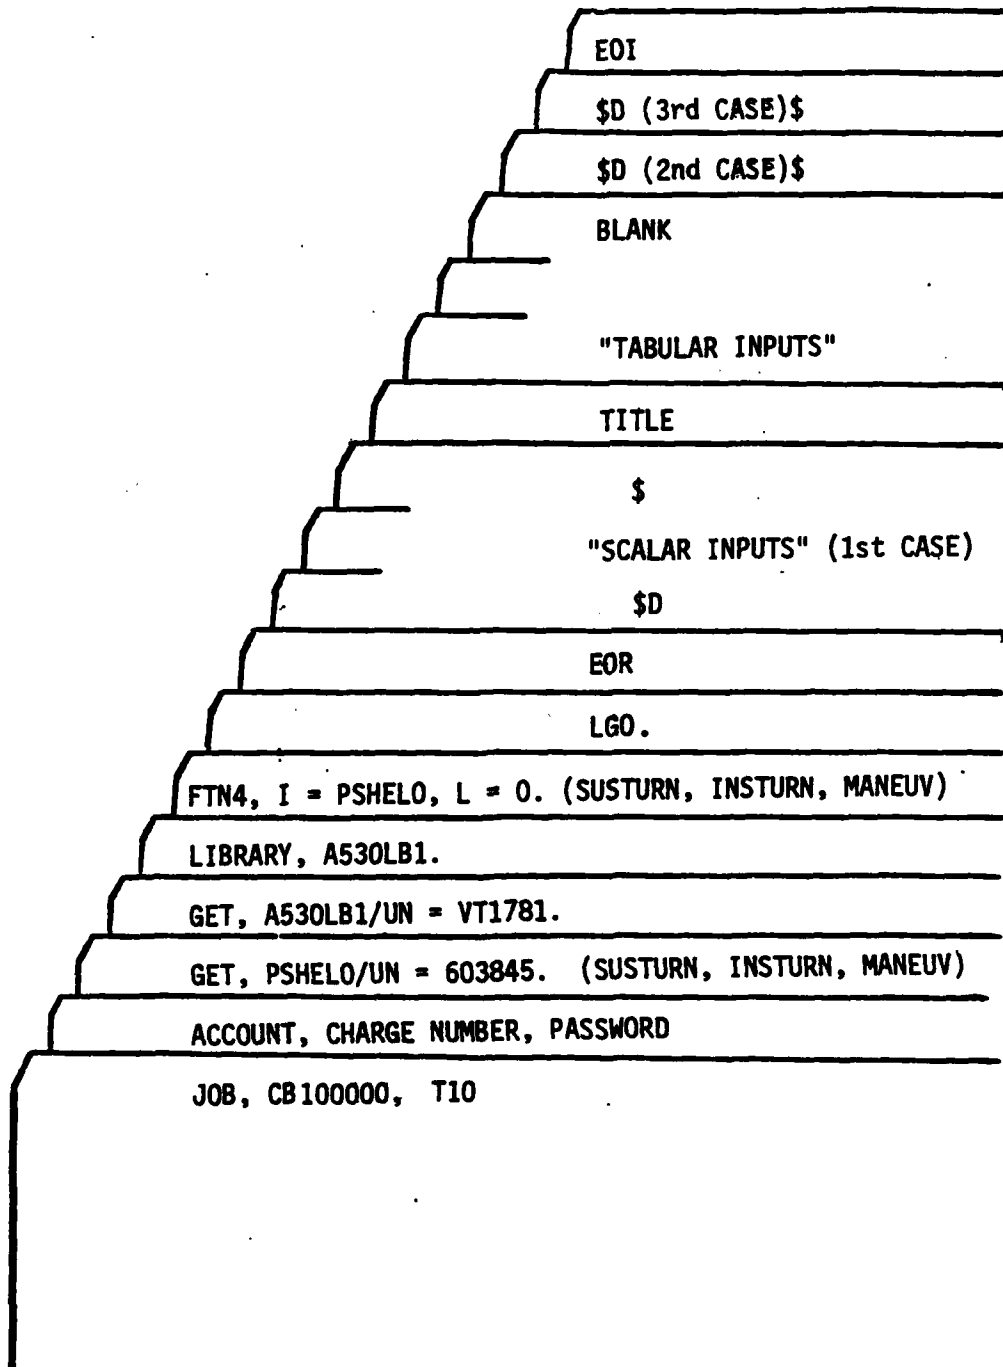 EOI
$D (3rd CASE)$
$D (2nd CASE)$
BLANK
"TABULAR INPUTS"
TITLE
$
"SCALAR INPUTS" (1st CASE)
$D
EOR
LGO.
FTN4, I = PSHELO, L = 0. (SUSTURN, INSTURN, MANEUV)
LIBRARY, A530LB1.
GET, A530LB1/UN = VT1781.
GET, PSHELO/UN = 603845. (SUSTURN, INSTURN, MANEUV)
ACCOUNT, CHARGE NUMBER, PASSWORD
JOB, CB100000, T10